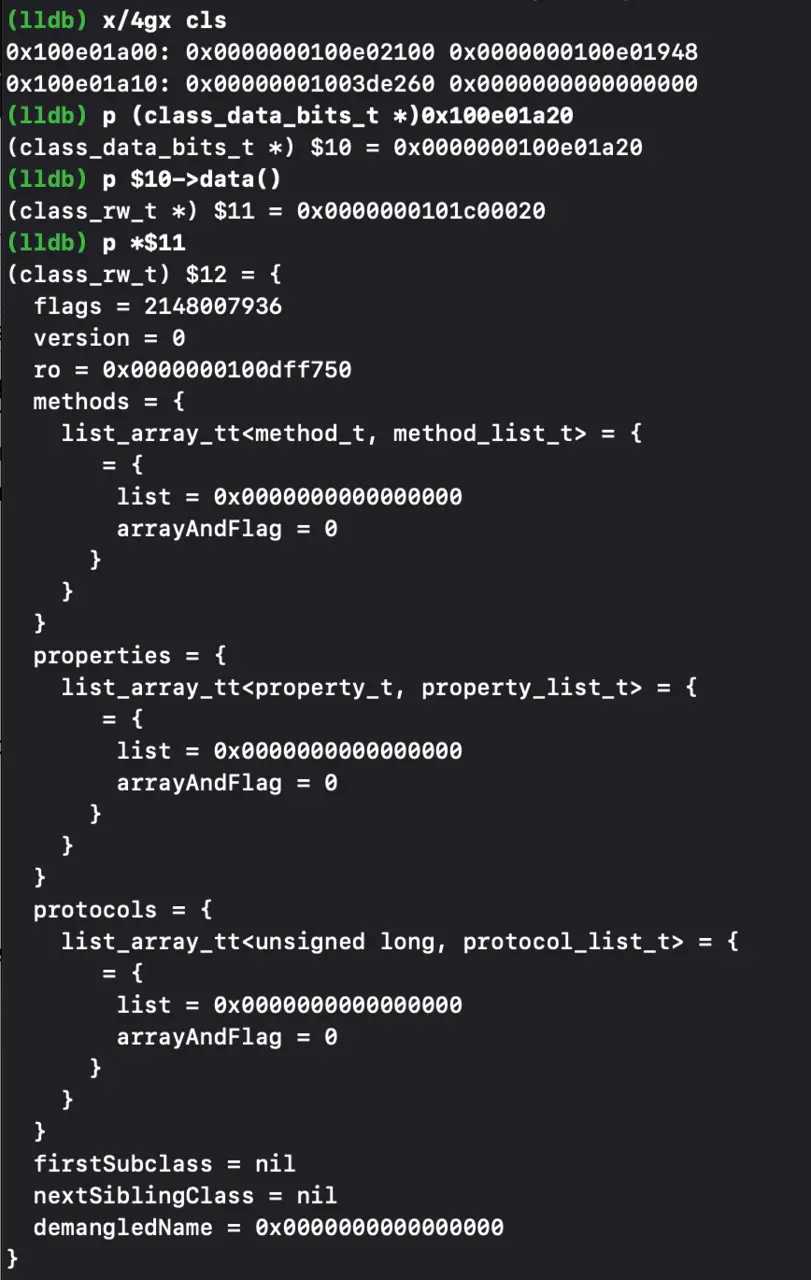 (lldb) x/4gx cls
0x100e01a00: 0x0000000100e02100 0x0000000100e01948
0x100e01a10: 0x00000001003de260 0x0000000000000000
(lldb) p (class_data_bits_t *)0x100e01a20
(class_data_bits_t *) $10 = 0x0000000100e01a20
(lldb) p $10->data()
(class_rw_t *) $11 = 0x0000000101c00020
(lldb) p *$11
(class_rw_t) $12 = {
  flags = 2148007936
  version = 0
  ro = 0x0000000100dff750
  methods = {
    list_array_tt<method_t, method_list_t> = {
       = {
        list = 0x0000000000000000
        arrayAndFlag = 0
      }
    }
  }
  properties = {
    list_array_tt<property_t, property_list_t> = {
       = {
        list = 0x0000000000000000
        arrayAndFlag = 0
      }
    }
  }
  protocols = {
    list_array_tt<unsigned long, protocol_list_t> = {
       = {
        list = 0x0000000000000000
        arrayAndFlag = 0
      }
    }
  }
  firstSubclass = nil
  nextSiblingClass = nil
  demangledName = 0x0000000000000000
}